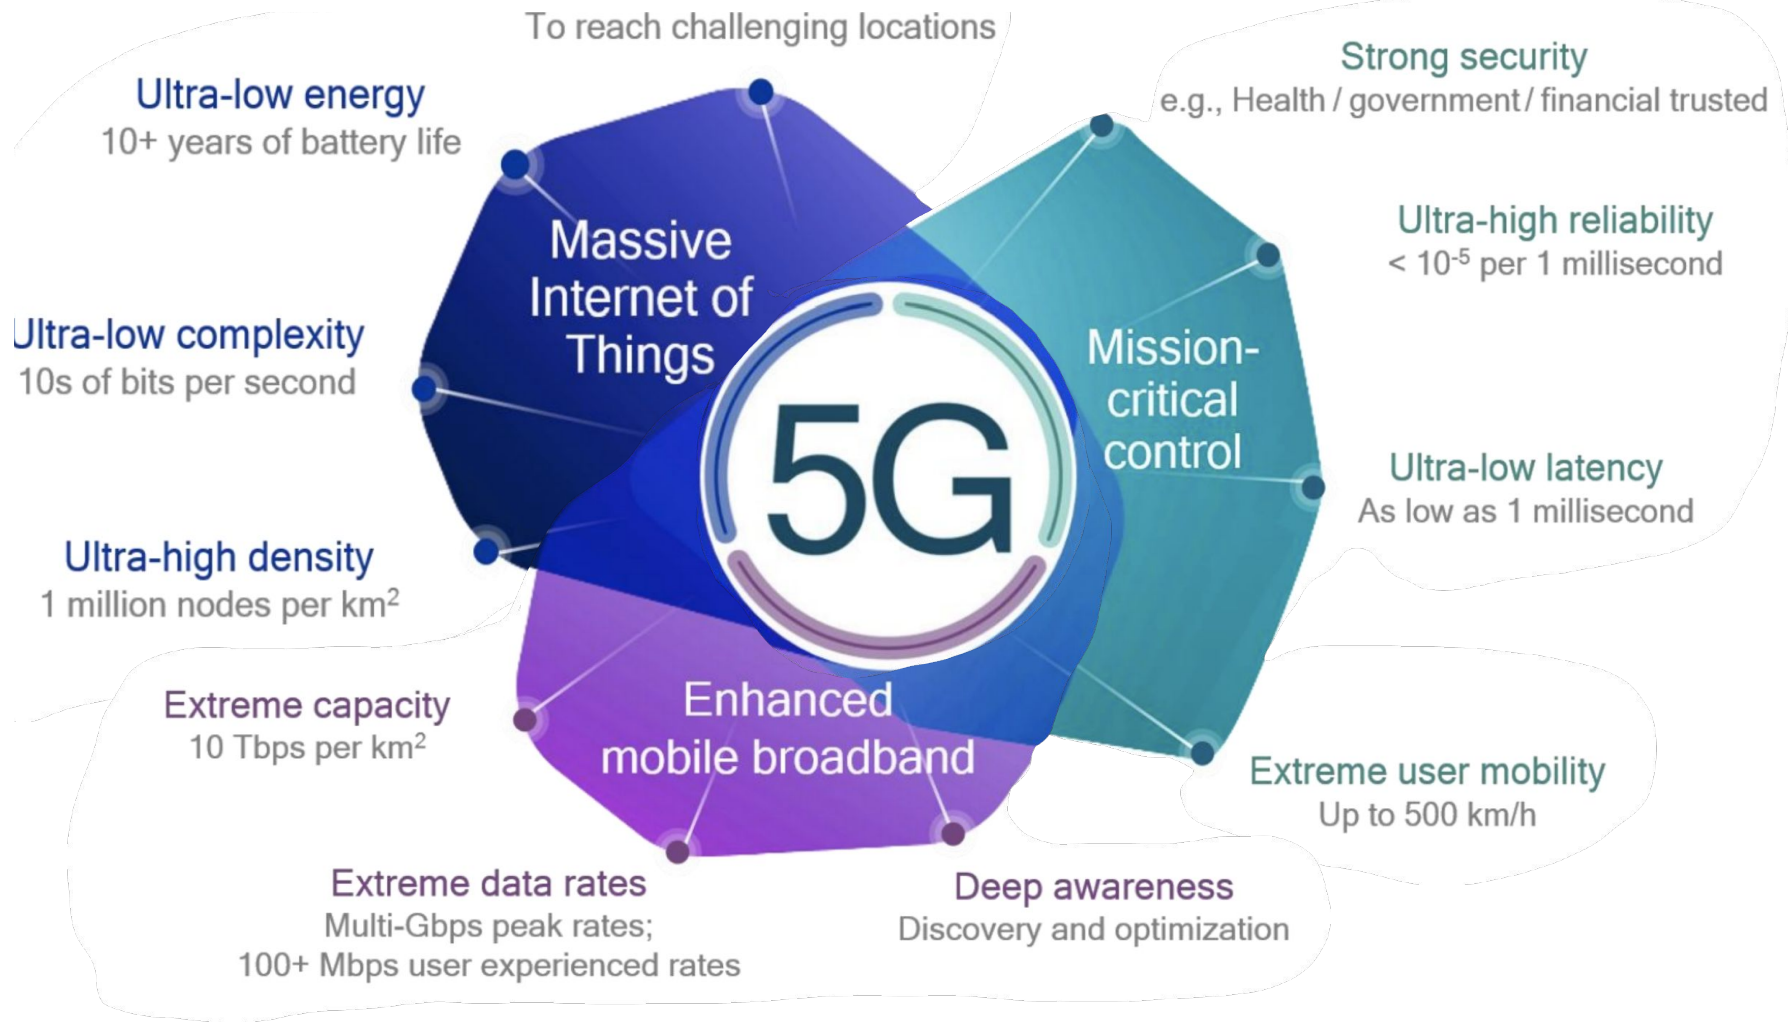 To reach challenging locations
Ultra-low energy
10+ years of battery life
Ultra-low complexity
10s of bits per second
Ultra-high density
1 million nodes per km²
Massive
Internet of
Things
5G
Strong security
e.g., Health / government / financial trusted
Ultra-high reliability
< 10⁻⁵ per 1 millisecond
Mission-
critical
control
Ultra-low latency
As low as 1 millisecond
Extreme user mobility
Up to 500 km/h
Enhanced
mobile broadband
Extreme capacity
10 Tbps per km²
Extreme data rates
Multi-Gbps peak rates;
100+ Mbps user experienced rates
Deep awareness
Discovery and optimization